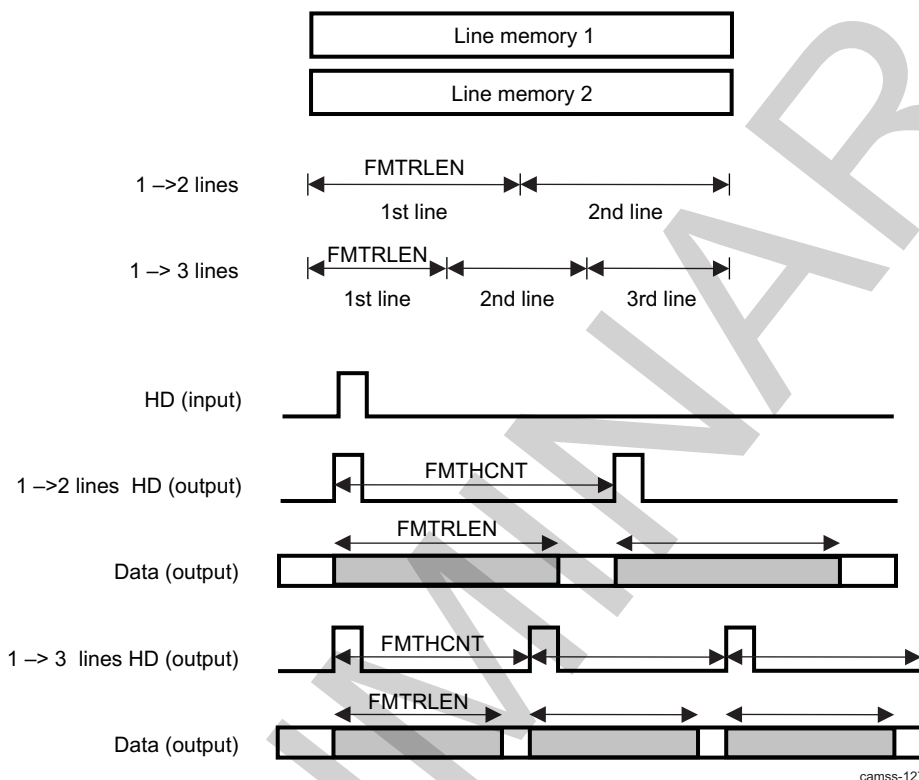 Line memory 1
Line memory 2
1 –>2 lines
FMTRLEN
1st line
2nd line
1 –> 3 lines
FMTRLEN
1st line
2nd line
3rd line
HD (input)
1 –>2 lines HD (output)
FMTHCNT
FMTRLEN
Data (output)
1 –> 3 lines HD (output)
FMTHCNT
FMTRLEN
Data (output)